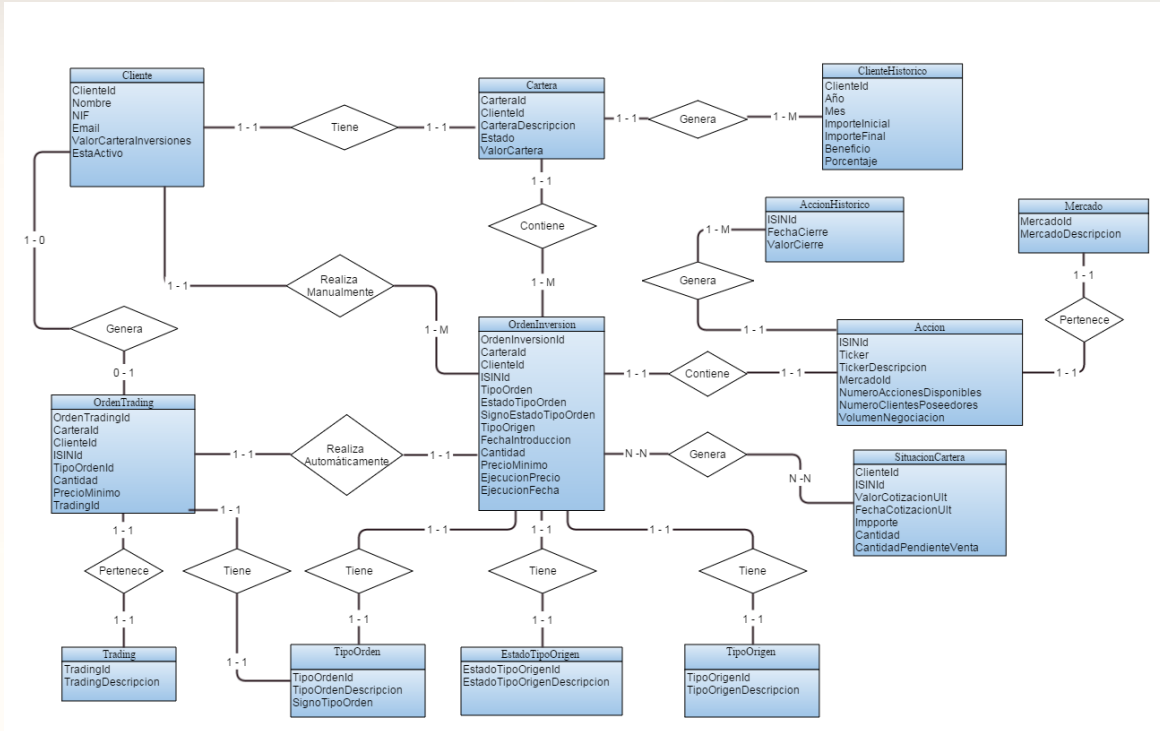 Cliente
ClienteId
Nombre
NIF
Email
ValorCarteraInversiones
EstaActivo
1 - 1
Tiene
1 - 1
Cartera
CarteraId
ClienteId
CarteraDescripcion
Estado
ValorCartera
1 - 1
Genera
1 - M
ClienteHistorico
ClienteId
Año
Mes
ImporteInicial
ImporteFinal
Beneficio
Porcentaje
1 - 1
Contiene
1 - M
AccionHistorico
ISINId
FechaCierre
ValorCierre
1 - M
Genera
1 - 1
Mercado
MercadoId
MercadoDescripcion
1 - 1
Pertenece
1 - 1
1 - 0
Genera
0 - 1
1 - 1
Realiza
Manualmente
1 - M
OrdenInversion
OrdenInversionId
CarteraId
ClienteId
ISINId
TipoOrden
EstadoTipoOrden
SignoEstadoTipoOrden
TipoOrigen
FechaIntroduccion
Cantidad
PrecioMinimo
EjecucionPrecio
EjecucionFecha
1 - 1
Contiene
1 - 1
Accion
ISINId
Ticker
TickerDescripcion
MercadoId
NumeroAccionesDisponibles
NumeroClientesPoseedores
VolumenNegociacion
OrdenTrading
OrdenTradingId
CarteraId
ClienteId
ISINId
TipoOrdenId
Cantidad
PrecioMinimo
TradingId
1 - 1
Realiza
Automáticamente
1 - 1
N -N
Genera
N -N
SituacionCartera
ClienteId
ISINId
ValorCotizacionUlt
FechaCotizacionUlt
Impporte
Cantidad
CantidadPendienteVenta
1 - 1
Pertenece
1 - 1
1 - 1
Tiene
1 - 1
1 - 1
Tiene
1 - 1
1 - 1
Tiene
1 - 1
1 - 1
Tiene
1 - 1
Trading
TradingId
TradingDescripcion
TipoOrden
TipoOrdenId
TipoOrdenDescripcion
SignoTipoOrden
EstadoTipoOrigen
EstadoTipoOrigenId
EstadoTipoOrigenDescripcion
TipoOrigen
TipoOrigenId
TipoOrigenDescripcion